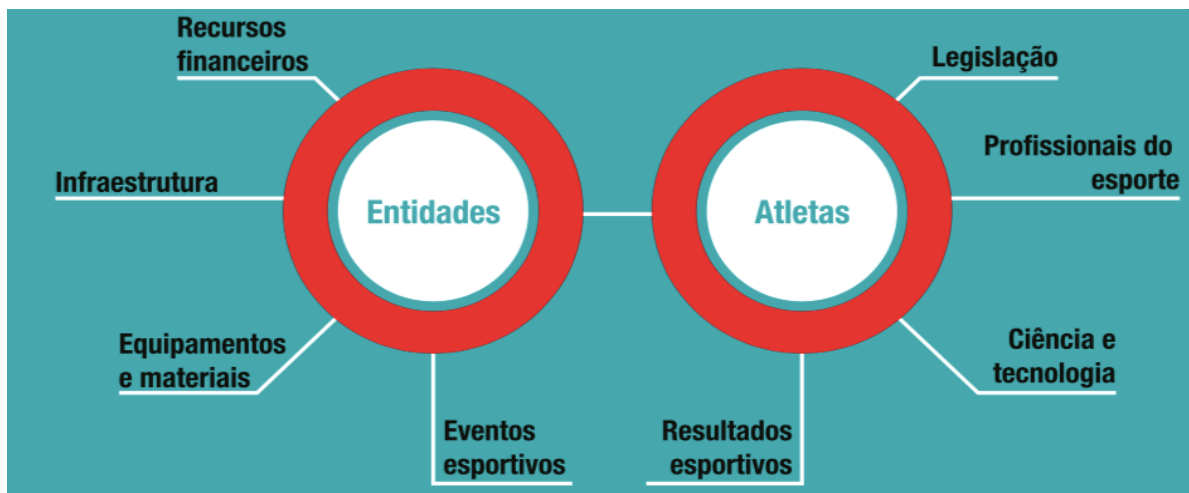 Recursos
financeiros
Infraestrutura
Entidades
Equipamentos
e materiais
Eventos
esportivos
Legislação
Profissionais do
esporte
Atletas
Ciência e
tecnologia
Resultados
esportivos